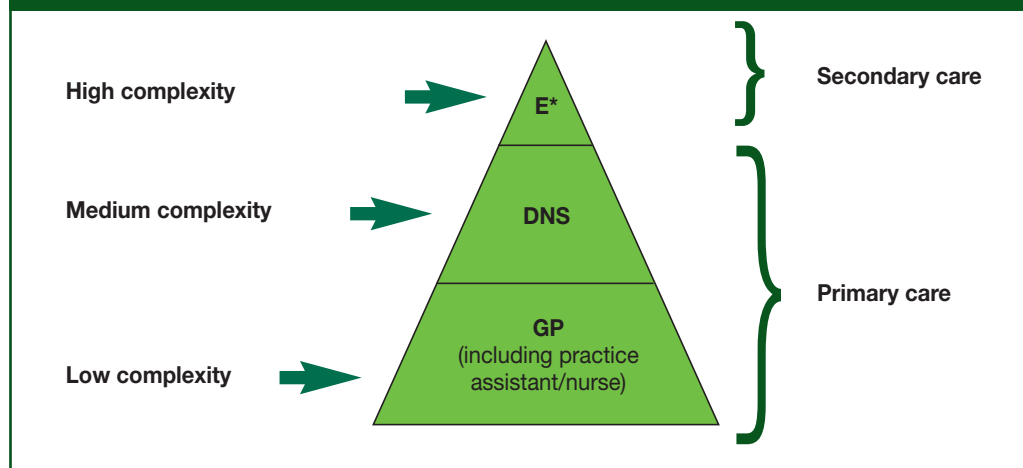 High complexity
E*
Secondary care
Medium complexity
DNS
Primary care
Low complexity
GP
(including practice
assistant/nurse)